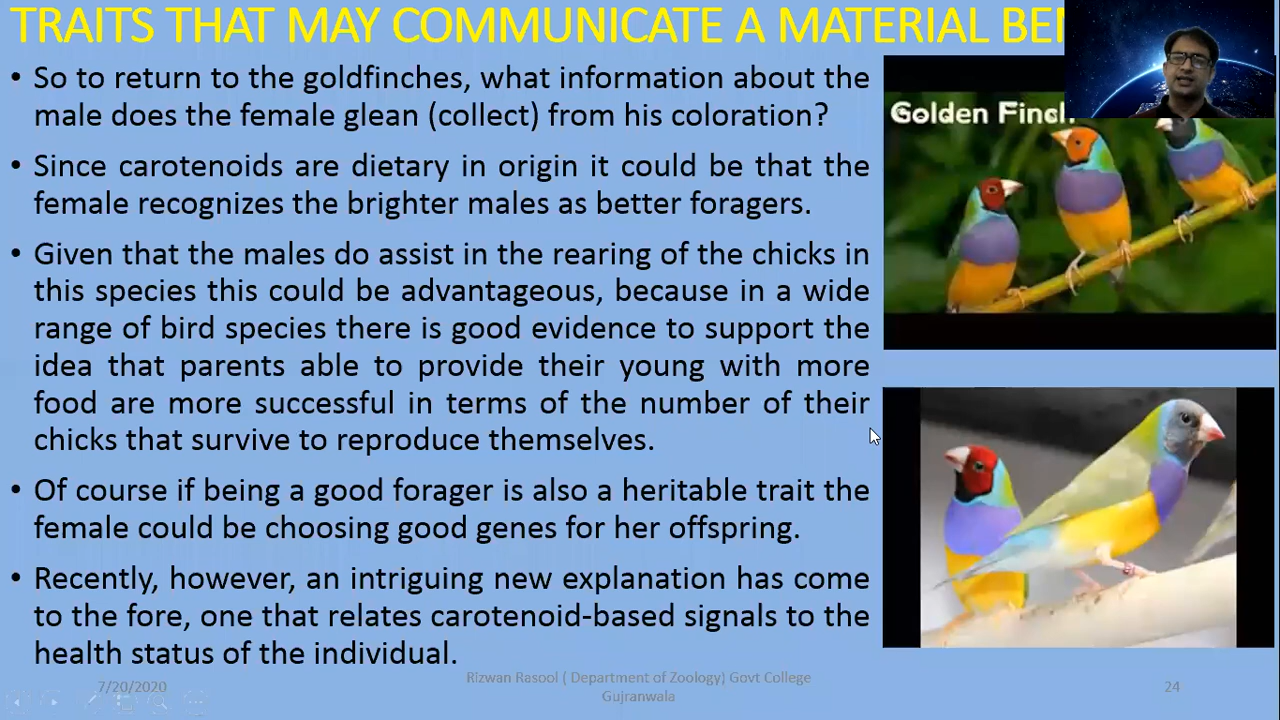 TRAITS THAT MAY COMMUNICATE A MATERIAL
• So to return to the goldfinches, what information about the
male does the female glean (collect) from his coloration?
• Since carotenoids are dietary in origin it could be that the
female recognizes the brighter males as better foragers.
• Given that the males do assist in the rearing of the chicks in
this species this could be advantageous, because in a wide
range of bird species there is good evidence to support the
idea that parents able to provide their young with more
food are more successful in terms of the number of their
chicks that survive to reproduce themselves.
• Of course if being a good forager is also a heritable trait the
female could be choosing good genes for her offspring.
• Recently, however, an intriguing new explanation has come
to the fore, one that relates carotenoid-based signals to the
health status of the individual.
Golden Finch
7/20/2020
Rizwan Rasool ( Department of Zoology) Govt College
Gujranwala
24